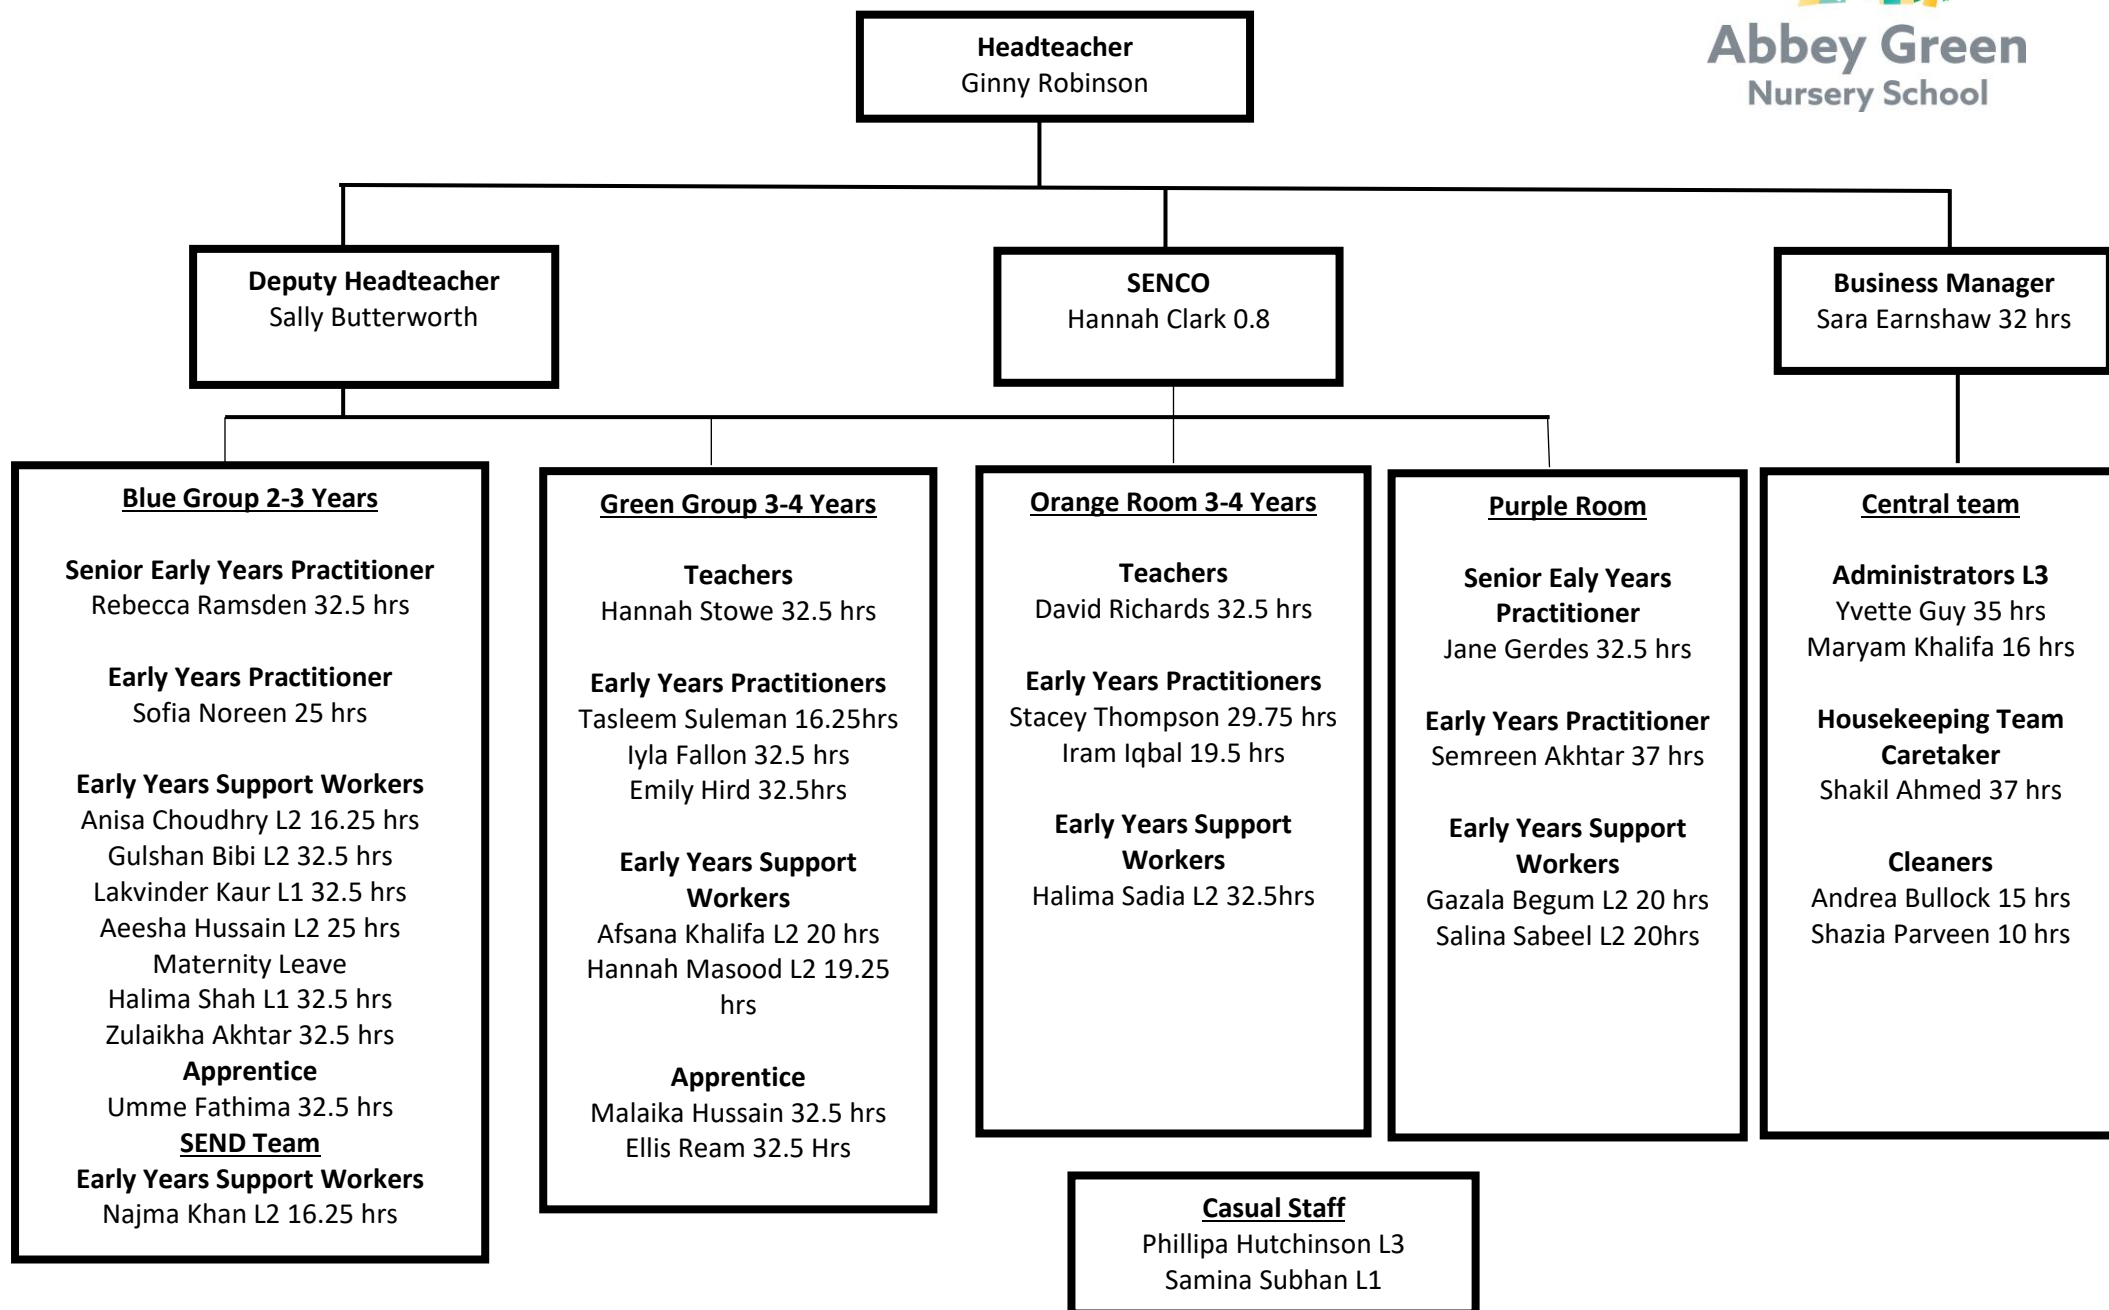 Abbey Green
Nursery School
Headteacher
Ginny Robinson
Deputy Headteacher
Sally Butterworth
SENCO
Hannah Clark 0.8
Business Manager
Sara Earnshaw 32 hrs
Blue Group 2-3 Years
Senior Early Years Practitioner
Rebecca Ramsden 32.5 hrs
Early Years Practitioner
Sofia Noreen 25 hrs
Early Years Support Workers
Anisa Choudhry L2 16.25 hrs
Gulshan Bibi L2 32.5 hrs
Lakvinder Kaur L1 32.5 hrs
Aeesha Hussain L2 25 hrs
Maternity Leave
Halima Shah L1 32.5 hrs
Zulaikha Akhtar 32.5 hrs
Apprentice
Umme Fathima 32.5 hrs
SEND Team
Early Years Support Workers
Najma Khan L2 16.25 hrs
Green Group 3-4 Years
Teachers
Hannah Stowe 32.5 hrs
Early Years Practitioners
Tasleem Suleman 16.25hrs
Iyla Fallon 32.5 hrs
Emily Hird 32.5hrs
Early Years Support
Workers
Afsana Khalifa L2 20 hrs
Hannah Masood L2 19.25
hrs
Apprentice
Malaika Hussain 32.5 hrs
Ellis Ream 32.5 Hrs
Orange Room 3-4 Years
Teachers
David Richards 32.5 hrs
Early Years Practitioners
Stacey Thompson 29.75 hrs
Iram Iqbal 19.5 hrs
Early Years Support
Workers
Halima Sadia L2 32.5hrs
Purple Room
Senior Ealy Years
Practitioner
Jane Gerdes 32.5 hrs
Early Years Practitioner
Semreen Akhtar 37 hrs
Early Years Support
Workers
Gazala Begum L2 20 hrs
Salina Sabeel L2 20hrs
Central team
Administrators L3
Yvette Guy 35 hrs
Maryam Khalifa 16 hrs
Housekeeping Team
Caretaker
Shakil Ahmed 37 hrs
Cleaners
Andrea Bullock 15 hrs
Shazia Parveen 10 hrs
Casual Staff
Phillipa Hutchinson L3
Samina Subhan L1